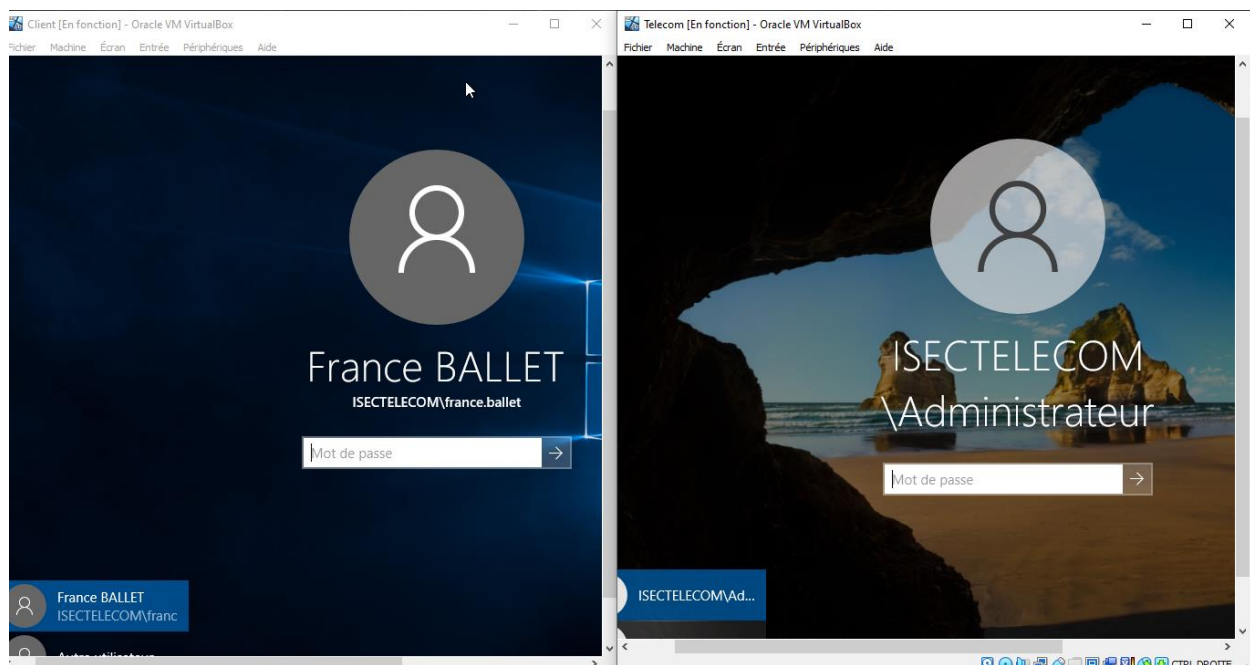 Client [En fonction] - Oracle VM VirtualBox
Fichier Machine Écran Entrée Périphériques Aide
France BALLET
ISECTELECOM\france.ballet
Mot de passe
France BALLET
ISECTELECOM\franc
Autre utilisateur
Telecom [En fonction] - Oracle VM VirtualBox
Fichier Machine Écran Entrée Périphériques Aide
ISECTELECOM
\Administrateur
Mot de passe
ISECTELECOM\Ad...
CTRL DROITE